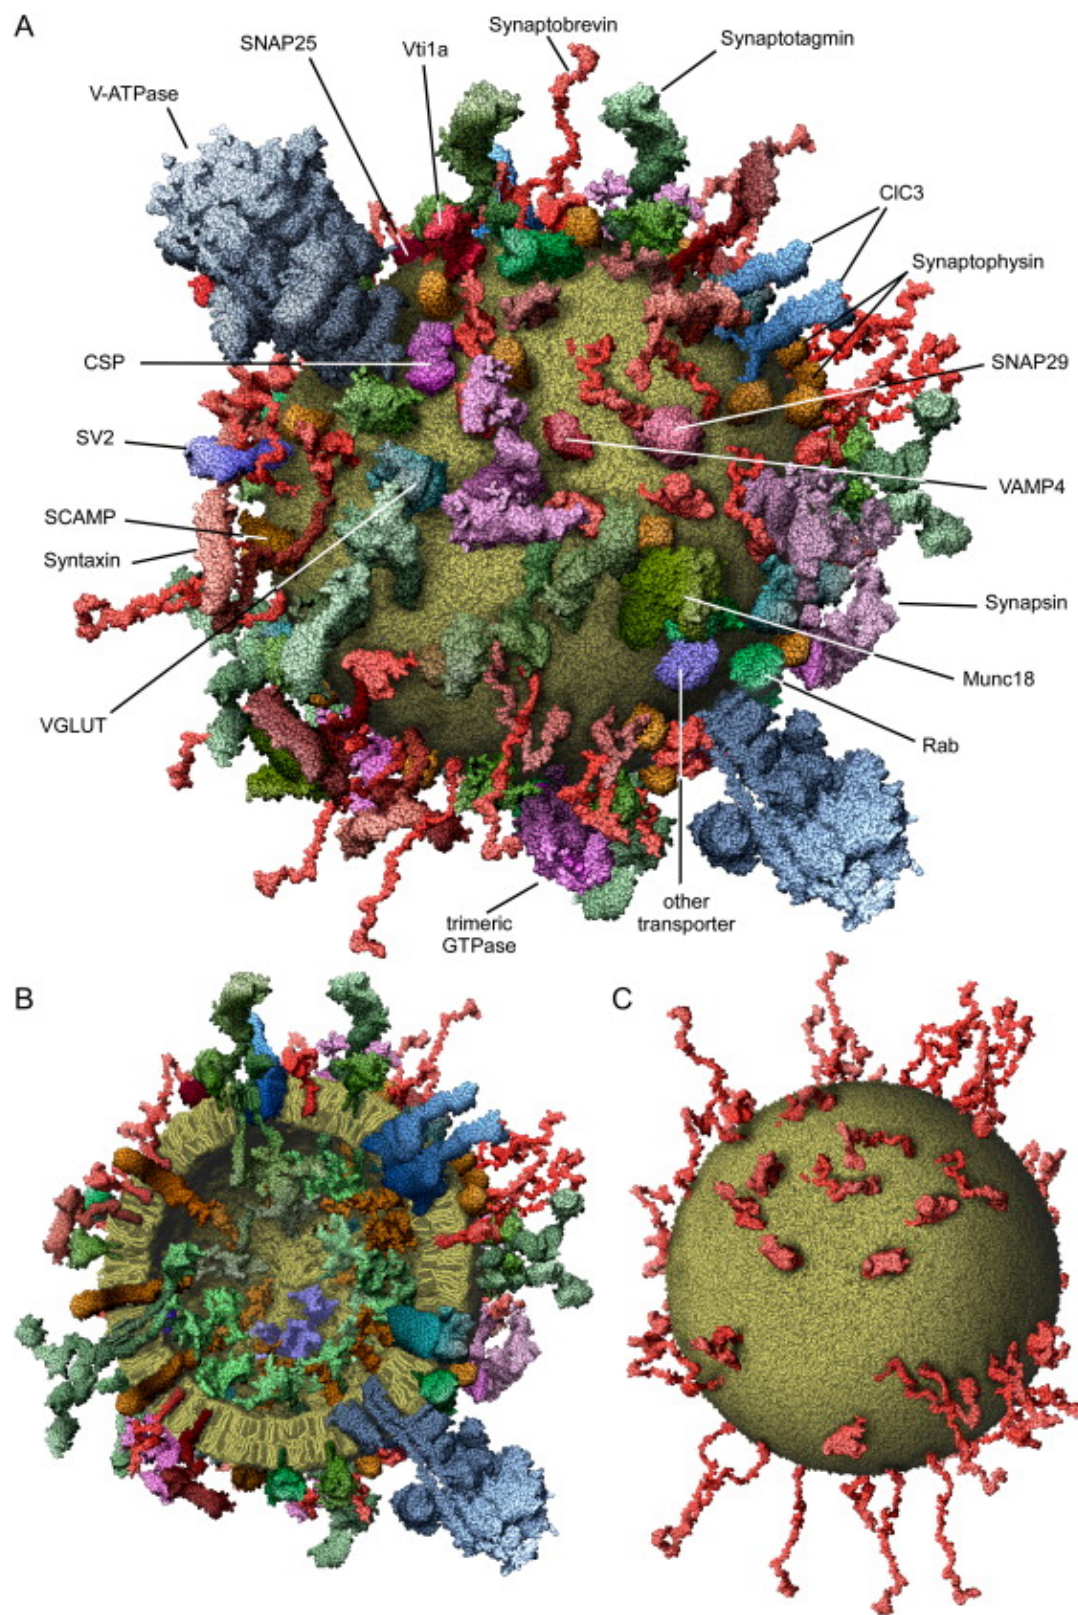 A
Synaptobrevin
SNAP25
Vti1a
Synaptotagmin
V-ATPase
ClC3
Synaptophysin
CSP
SNAP29
SV2
VAMP4
SCAMP
Syntaxin
Synapsin
Munc18
VGLUT
Rab
trimeric
GTPase
other
transporter
B
C